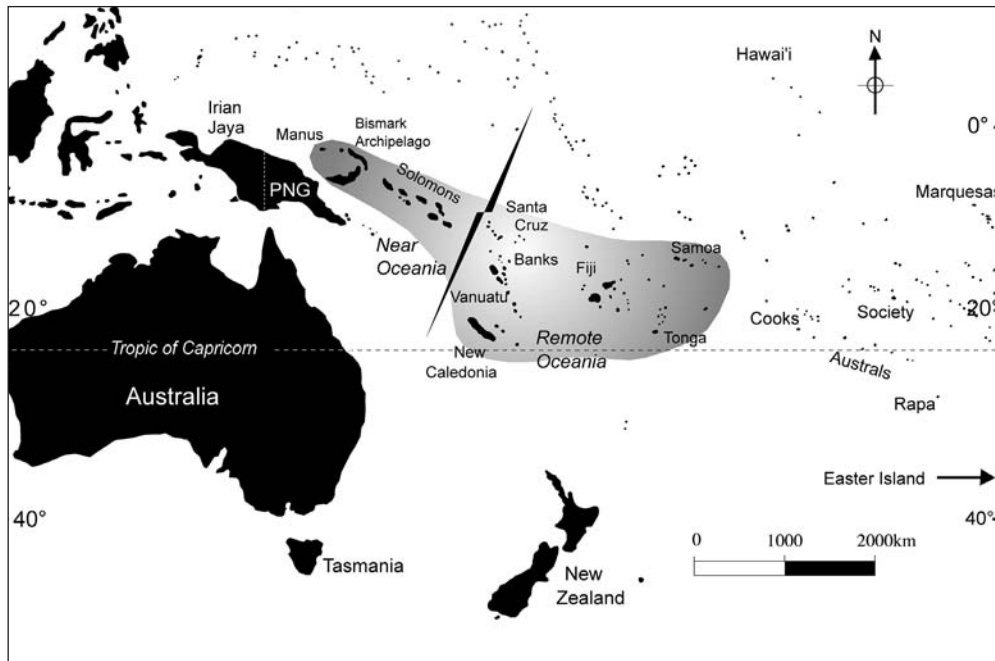 Hawai'i
N
Irian
Jaya
Manus
Bismark
Archipelago
0°
Solomons
PNG
Marquesas
Santa
Cruz
Near
Oceania
Banks
Samoa
Fiji
Vanuatu
20°
20°
Cooks
Society
Tropic of Capricorn
New
Caledonia
Remote
Oceania
Tonga
Australs
Australia
Rapa
Easter Island
40°
40°
0
1000
2000km
Tasmania
New
Zealand